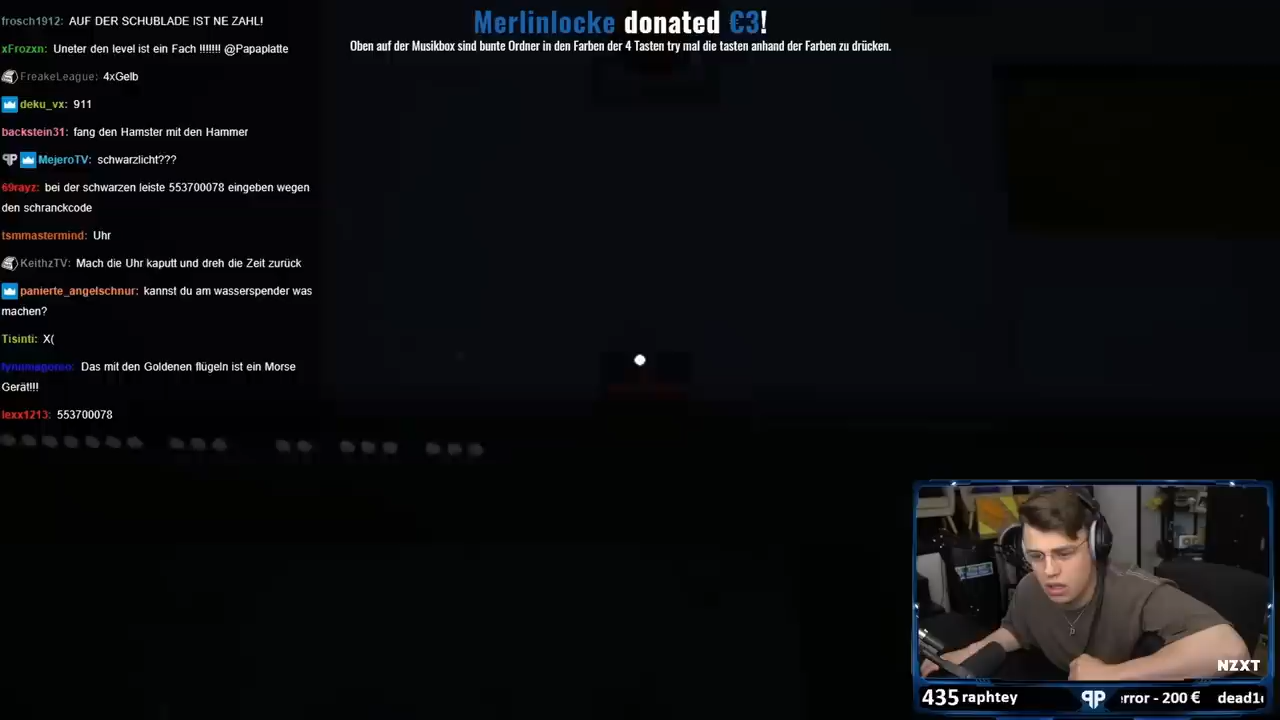 Merlinlocke donated €3!
Oben auf der Musikbox sind bunte Ordner in den Farben der 4 Tasten try mal die tasten anhand der Farben zu drücken.
frosch1912: AUF DER SCHUBLADE IST NE ZAHL!
xFrozxn: Uneter den level ist ein Fach !!!!!!! @Papaplatte
FreakeLeague: 4xGelb
deku_vx: 911
backstein31: fang den Hamster mit den Hammer
MejeroTV: schwarzlicht???
69rayz: bei der schwarzen leiste 553700078 eingeben wegen
den schranckcode
tsmmastermind: Uhr
KeithzTV: Mach die Uhr kaputt und dreh die Zeit zurück
panierte_angelschnur: kannst du am wasserspender was
machen?
Tisinti: X(
Das mit den Goldenen flügeln ist ein Morse
Gerät!!!
lexx1213: 553700078
NZXT
435 raphtey
PP
error - 200 €